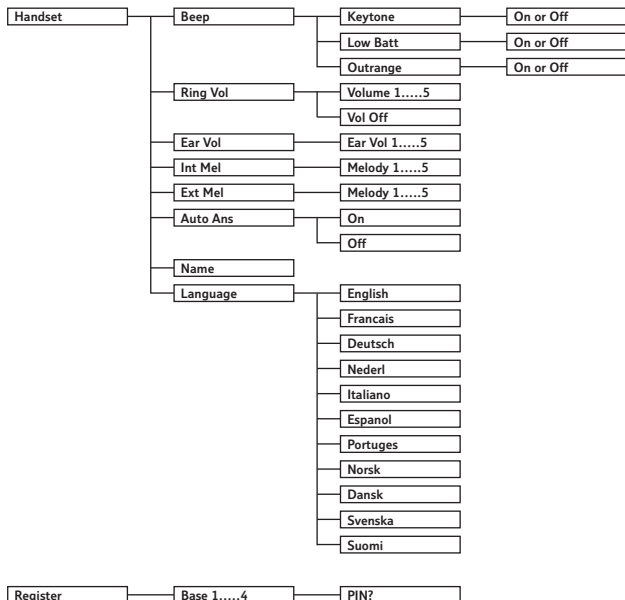 Handset Beep Keytone On or Off
Low Batt On or Off
Outrange On or Off
Ring Vol Volume 1.....5
Vol Off
Ear Vol Ear Vol 1.....5
Int Mel Melody 1.....5
Ext Mel Melody 1.....5
Auto Ans On
Off
Name
Language English
Francais
Deutsch
Nederl
Italiano
Espanol
Portuges
Norsk
Dansk
Svenska
Suomi
Register Base 1.....4 PIN?